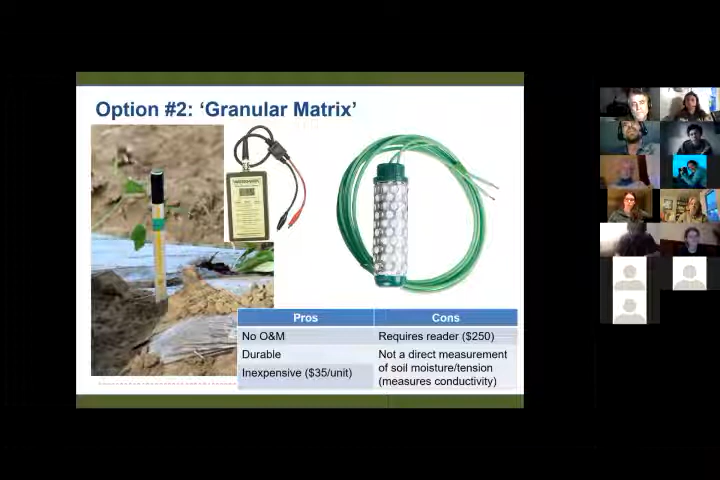 Option #2: ‘Granular Matrix’
Pros
Cons
No O&M
Requires reader ($250)
Durable
Not a direct measurement
of soil moisture/tension
(measures conductivity)
Inexpensive ($35/unit)